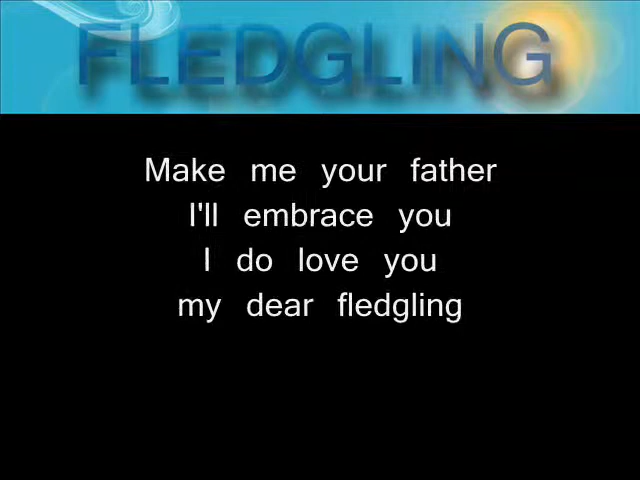 FLEDGLING
Make me your father
I'll embrace you
I do love you
my dear fledgling